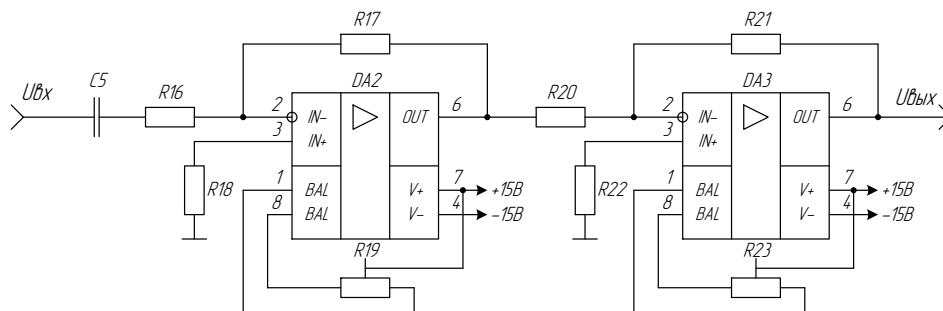 R17
R21
Uвх
C5
R16
DA2
R20
DA3
Uвых
2
IN-
OUT
6
2
IN-
OUT
6
3
IN+
3
IN+
R18
R22
1
BAL
V+
7
+15В
1
BAL
V+
7
+15В
8
BAL
V-
4
-15В
8
BAL
V-
4
-15В
R19
R23